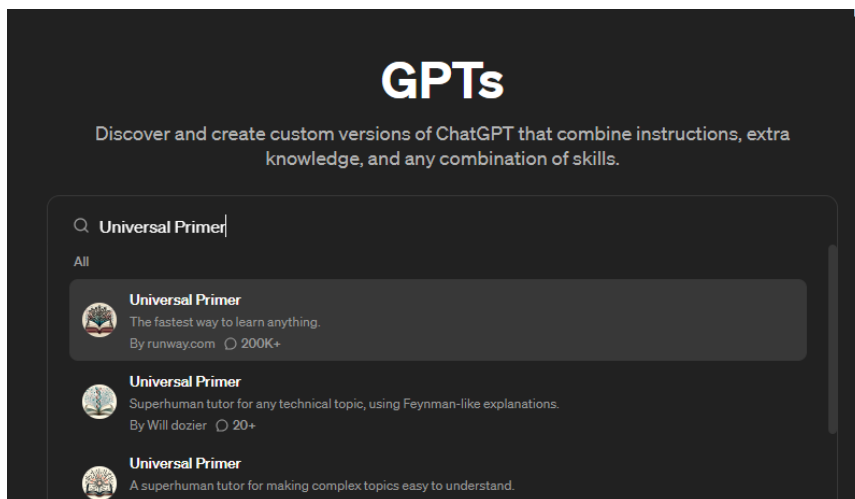 GPTs
Discover and create custom versions of ChatGPT that combine instructions, extra
knowledge, and any combination of skills.
Universal Primer
All
Universal Primer
The fastest way to learn anything.
By runway.com 200K+
Universal Primer
Superhuman tutor for any technical topic, using Feynman-like explanations.
By Will dozier 20+
Universal Primer
A superhuman tutor for making complex topics easy to understand.